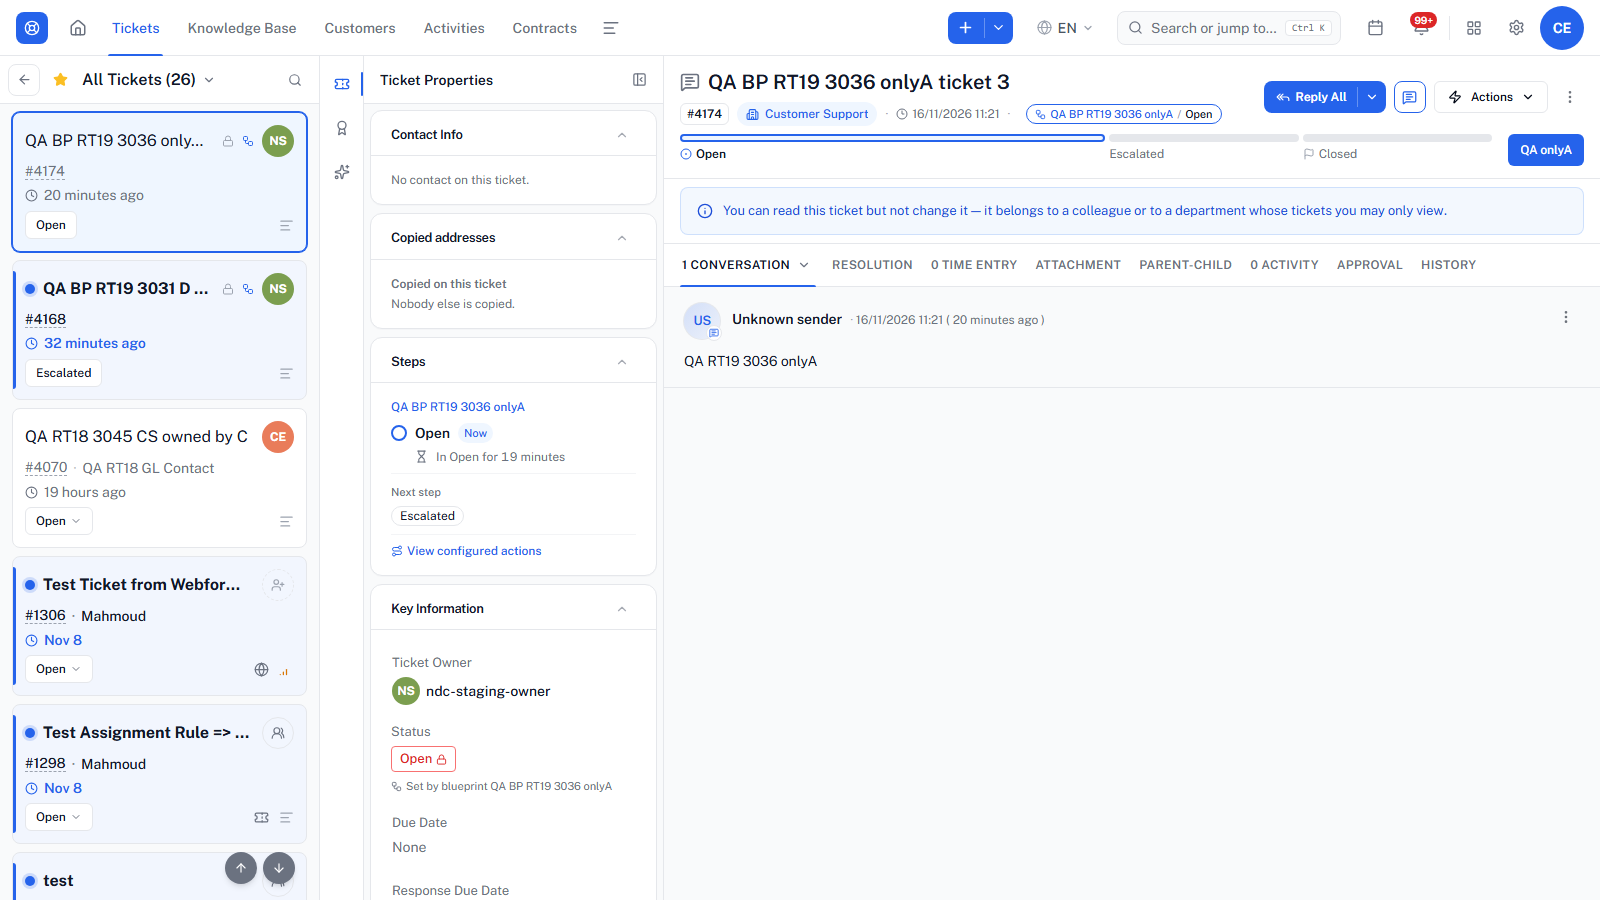 Tickets
Knowledge Base
Customers
Activities
Contracts
EN
Search or jump to...
Ctrl K
99+
CE
All Tickets (26)
QA BP RT19 3036 only...
NS
#4174
20 minutes ago
Open
QA BP RT19 3031 D ...
NS
#4168
32 minutes ago
Escalated
QA RT18 3045 CS owned by C
CE
#4070 · QA RT18 GL Contact
19 hours ago
Open
Test Ticket from Webfor...
#1306 · Mahmoud
Nov 8
Open
Test Assignment Rule => ...
#1298 · Mahmoud
Nov 8
Open
test
Ticket Properties
Contact Info
No contact on this ticket.
Copied addresses
Copied on this ticket
Nobody else is copied.
Steps
QA BP RT19 3036 onlyA
Open Now
In Open for 19 minutes
Next step
Escalated
View configured actions
Key Information
Ticket Owner
NS ndc-staging-owner
Status
Open
Set by blueprint QA BP RT19 3036 onlyA
Due Date
None
Response Due Date
QA BP RT19 3036 onlyA ticket 3
#4174 Customer Support · 16/11/2026 11:21 · QA BP RT19 3036 onlyA / Open
Reply All
Actions
Open
Escalated
Closed
QA onlyA
You can read this ticket but not change it — it belongs to a colleague or to a department whose tickets you may only view.
1 CONVERSATION
RESOLUTION
0 TIME ENTRY
ATTACHMENT
PARENT-CHILD
0 ACTIVITY
APPROVAL
HISTORY
US
Unknown sender · 16/11/2026 11:21 ( 20 minutes ago )
QA RT19 3036 onlyA